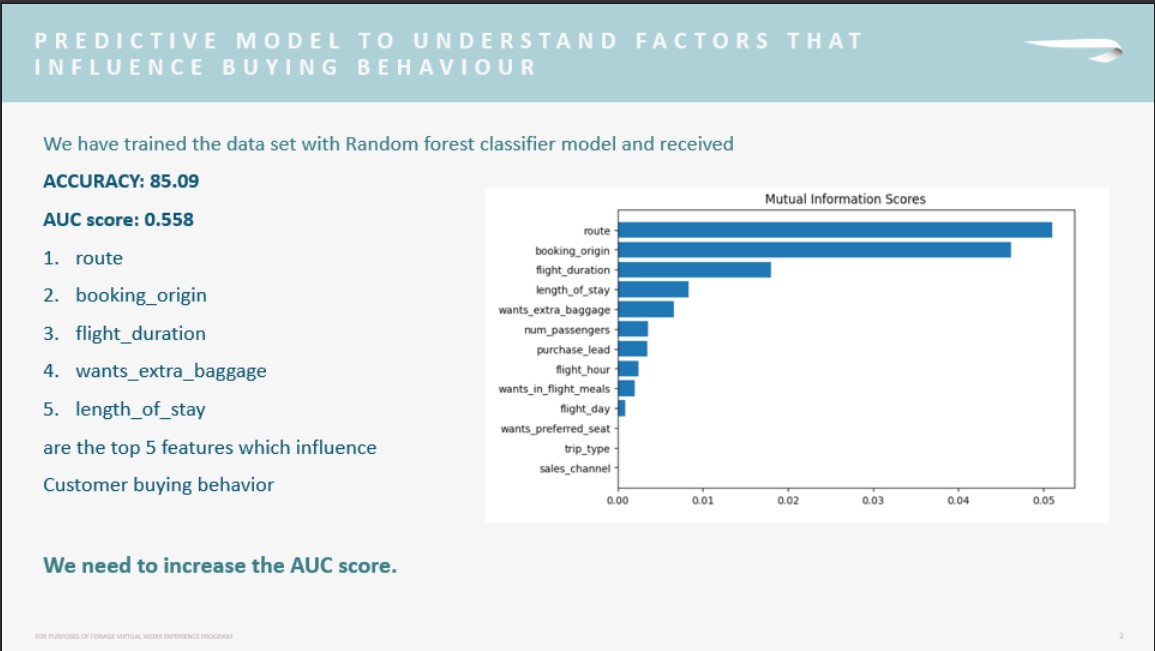 PREDICTIVE MODEL TO UNDERSTAND FACTORS THAT
INFLUENCE BUYING BEHAVIOUR
We have trained the data set with Random forest classifier model and received
ACCURACY: 85.09
AUC score: 0.558
1. route
2. booking_origin
3. flight_duration
4. wants_extra_baggage
5. length_of_stay
are the top 5 features which influence
Customer buying behavior
We need to increase the AUC score.
Mutual Information Scores
route
booking_origin
flight_duration
length_of_stay
wants_extra_baggage
num_passengers
purchase_lead
flight_hour
wants_in_flight_meals
flight_day
wants_preferred_seat
trip_type
sales_channel
0.00 0.01 0.02 0.03 0.04 0.05
FOR PURPOSES OF FORAGE VIRTUAL WORK EXPERIENCE PROGRAM
2